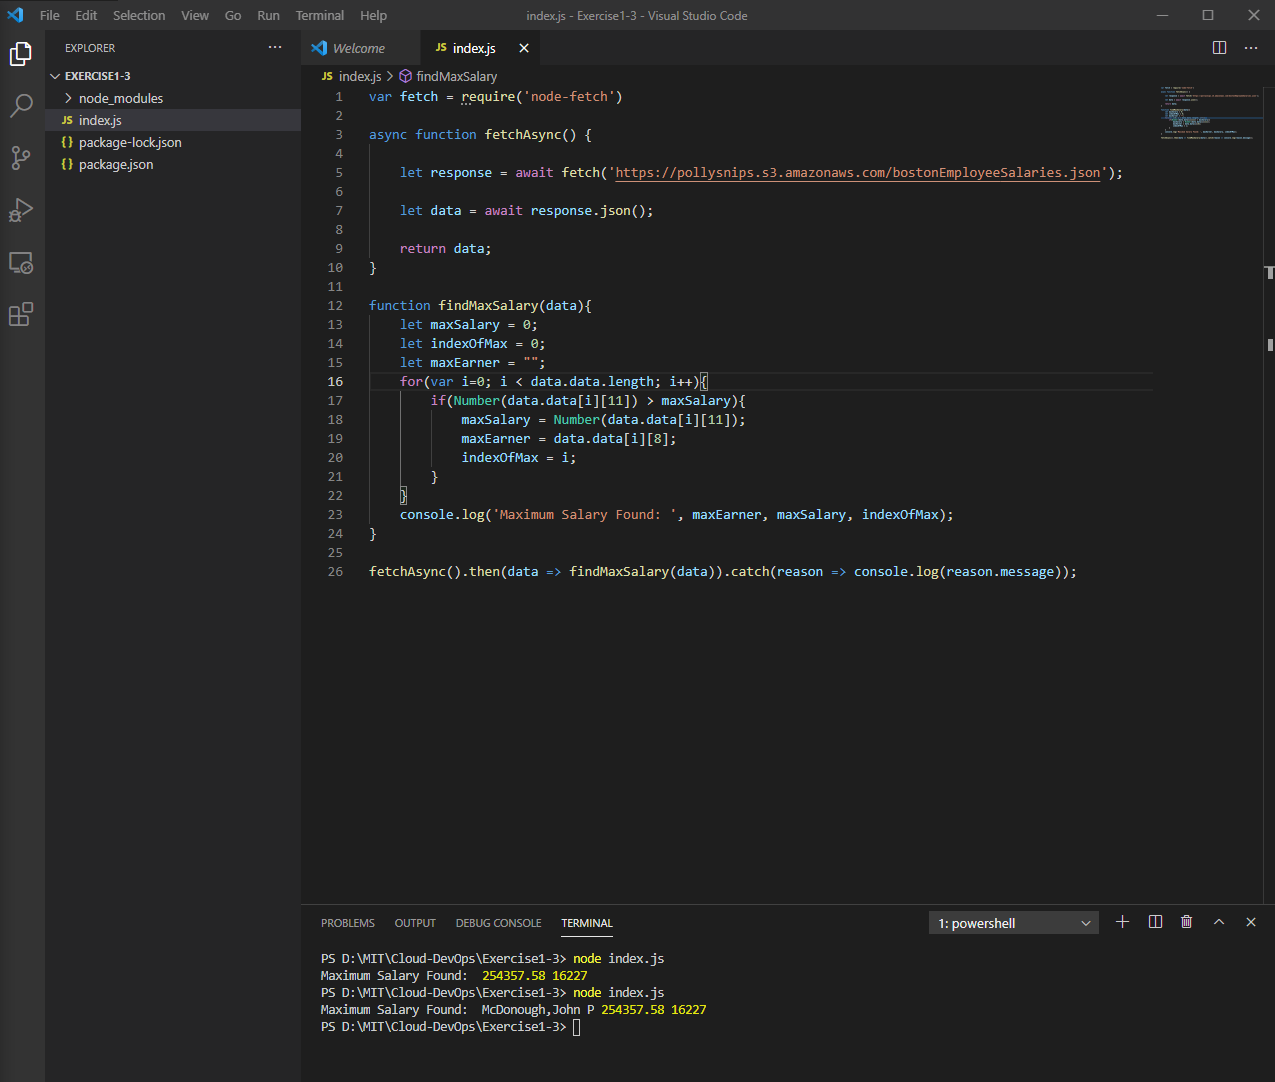 File Edit Selection View Go Run Terminal Help index.js - Exercise1-3 - Visual Studio Code
EXPLORER
EXERCISE1-3
node_modules
JS index.js
{} package-lock.json
{} package.json
Welcome JS index.js
JS index.js > findMaxSalary
1 var fetch = require('node-fetch')
2
3 async function fetchAsync() {
4
5 let response = await fetch('https://pollysnips.s3.amazonaws.com/bostonEmployeeSalaries.json');
6
7 let data = await response.json();
8
9 return data;
10 }
11
12 function findMaxSalary(data){
13 let maxSalary = 0;
14 let indexOfMax = 0;
15 let maxEarner = "";
16 for(var i=0; i < data.data.length; i++){
17 if(Number(data.data[i][11]) > maxSalary){
18 maxSalary = Number(data.data[i][11]);
19 maxEarner = data.data[i][8];
20 indexOfMax = i;
21 }
22 }
23 console.log('Maximum Salary Found: ', maxEarner, maxSalary, indexOfMax);
24 }
25
26 fetchAsync().then(data => findMaxSalary(data)).catch(reason => console.log(reason.message));
PROBLEMS OUTPUT DEBUG CONSOLE TERMINAL 1: powershell
PS D:\MIT\Cloud-DevOps\Exercise1-3> node index.js
Maximum Salary Found:  254357.58 16227
PS D:\MIT\Cloud-DevOps\Exercise1-3> node index.js
Maximum Salary Found:  McDonough,John P 254357.58 16227
PS D:\MIT\Cloud-DevOps\Exercise1-3>